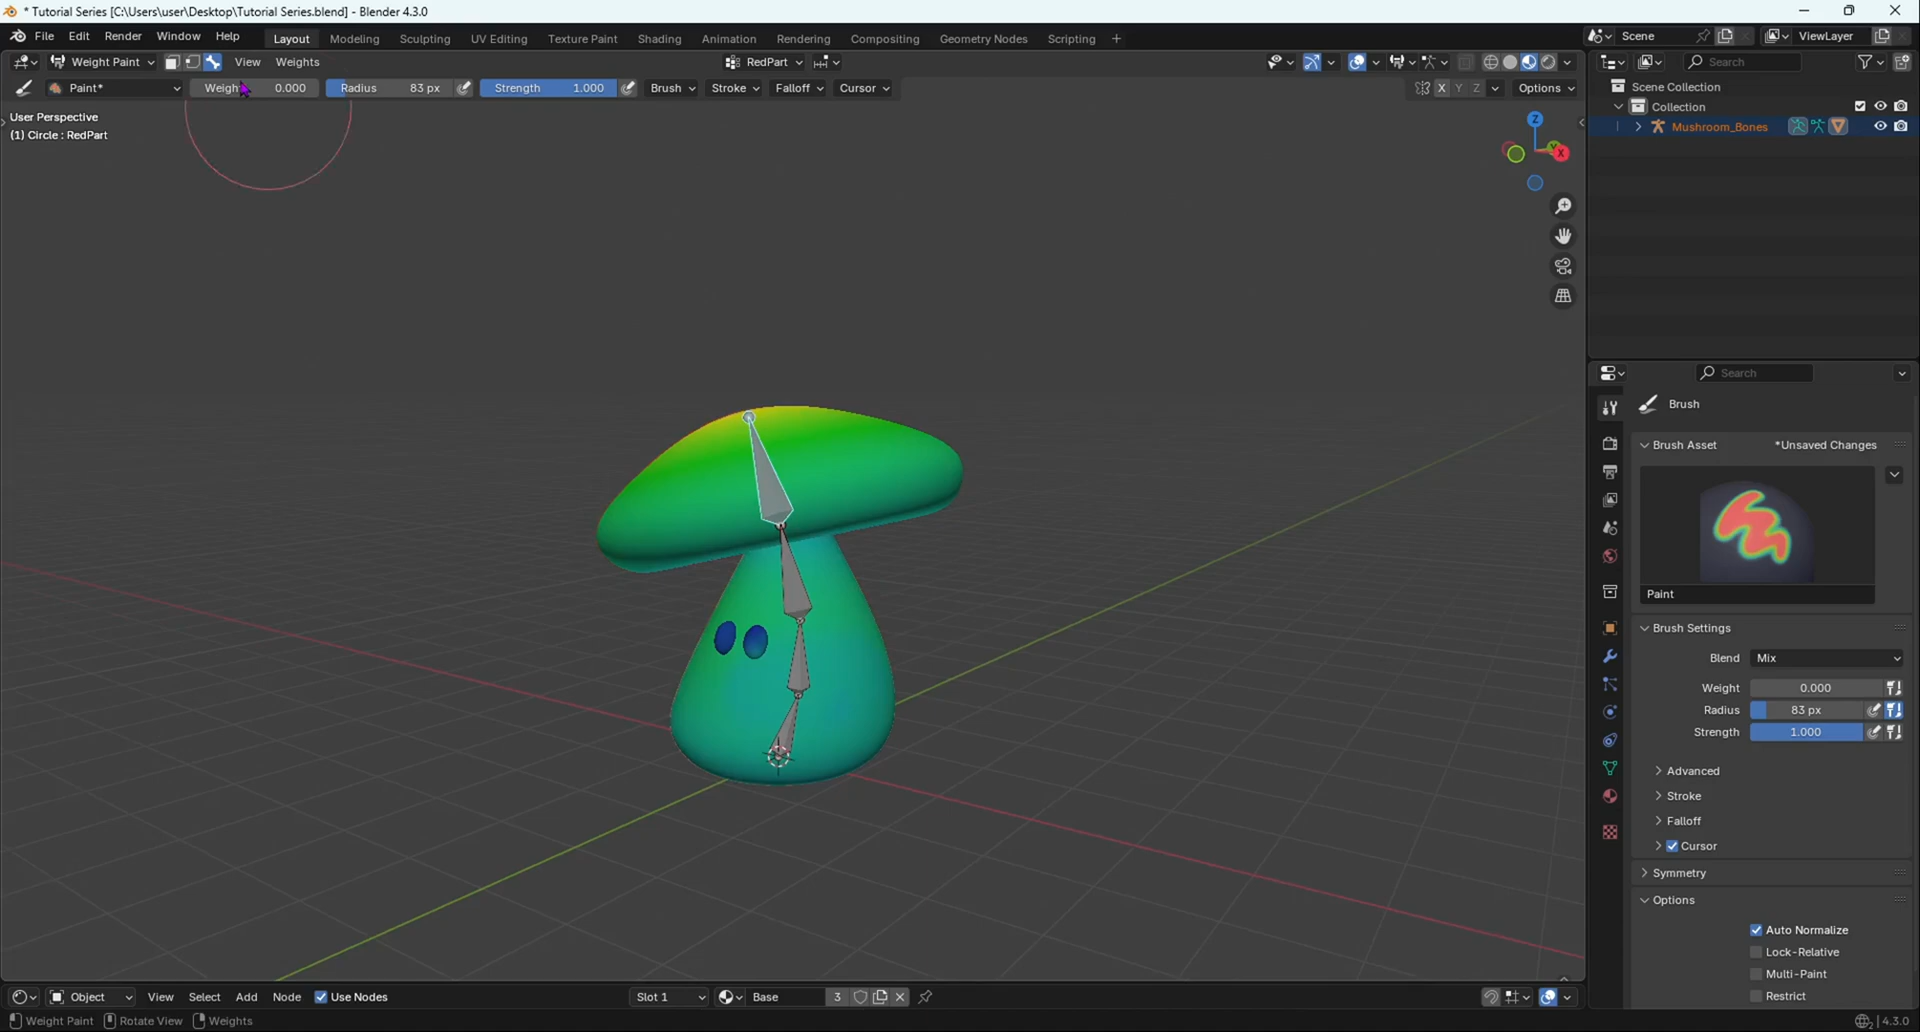 * Tutorial Series [C:\Users\user\Desktop\Tutorial Series.blend] - Blender 4.3.0
File Edit Render Window Help Layout Modeling Sculpting UV Editing Texture Paint Shading Animation Rendering Compositing Geometry Nodes Scripting + Scene ViewLayer
Weight Paint View Weights RedPart Search
Paint* Weight 0.000 Radius 83 px Strength 1.000 Brush Stroke Falloff Cursor X Y Z Options
User Perspective
(1) Circle : RedPart
Z
Y
X
Scene Collection
Collection
Mushroom_Bones
Search
Brush
Brush Asset *Unsaved Changes
Paint
Brush Settings
Blend Mix
Weight 0.000
Radius 83 px
Strength 1.000
Advanced
Stroke
Falloff
Cursor
Symmetry
Options
Auto Normalize
Lock-Relative
Multi-Paint
Restrict
Object View Select Add Node Use Nodes Slot 1 Base 3
Weight Paint Rotate View Weights 4.3.0